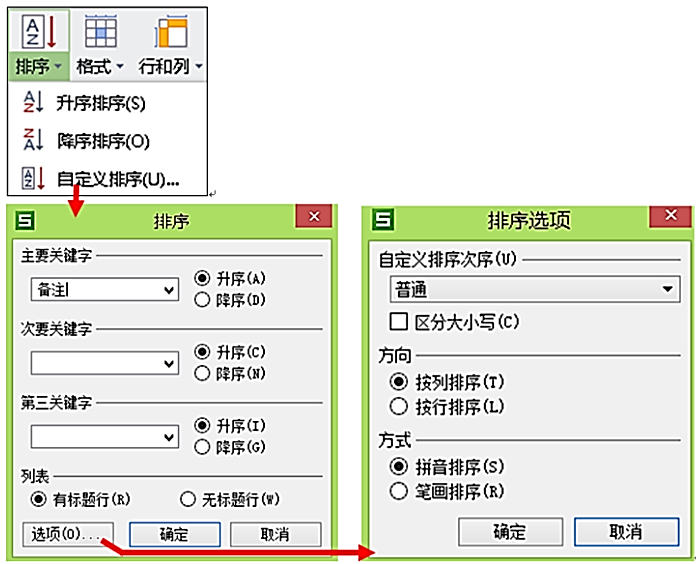 排序 格式 行和列
升序排序(S)
降序排序(O)
自定义排序(U)...
排序
主要关键字
备注 升序(A)
降序(D)
次要关键字
升序(C)
降序(N)
第三关键字
升序(I)
降序(G)
列表
有标题行(R) 无标题行(W)
选项(O)... 确定 取消
排序选项
自定义排序次序(U)
普通
区分大小写(C)
方向
按列排序(T)
按行排序(L)
方式
拼音排序(S)
笔画排序(R)
确定 取消